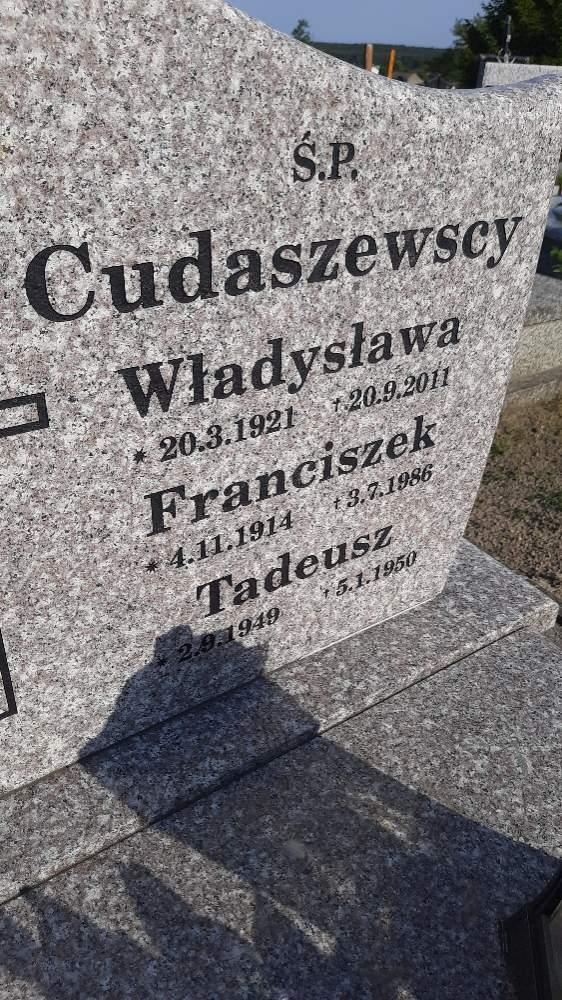 Ś.P.
Cudaszewscy
Władysława
* 20.3.1921 † 20.9.2011
Franciszek
* 4.11.1914 † 3.7.1986
Tadeusz
* 2.9.1949 † 5.1.1950